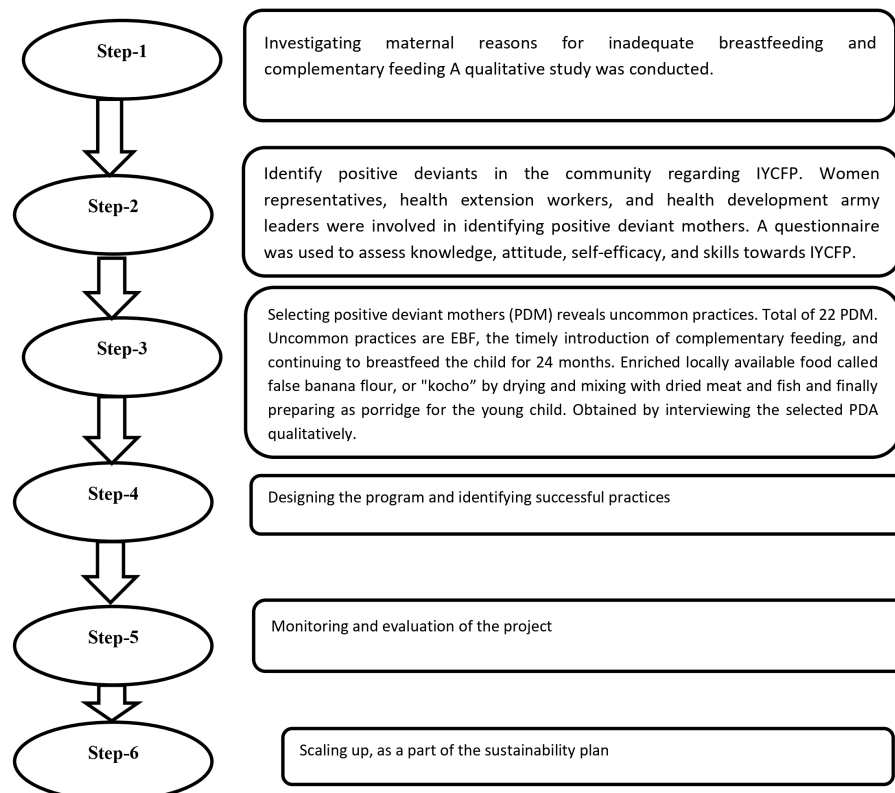 Step-1
Investigating maternal reasons for inadequate breastfeeding and
complementary feeding A qualitative study was conducted.
Step-2
Identify positive deviants in the community regarding IYCFP. Women
representatives, health extension workers, and health development army
leaders were involved in identifying positive deviant mothers. A questionnaire
was used to assess knowledge, attitude, self-efficacy, and skills towards IYCFP.
Step-3
Selecting positive deviant mothers (PDM) reveals uncommon practices. Total of 22 PDM.
Uncommon practices are EBF, the timely introduction of complementary feeding, and
continuing to breastfeed the child for 24 months. Enriched locally available food called
false banana flour, or "kocho” by drying and mixing with dried meat and fish and finally
preparing as porridge for the young child. Obtained by interviewing the selected PDA
qualitatively.
Step-4
Designing the program and identifying successful practices
Step-5
Monitoring and evaluation of the project
Step-6
Scaling up, as a part of the sustainability plan